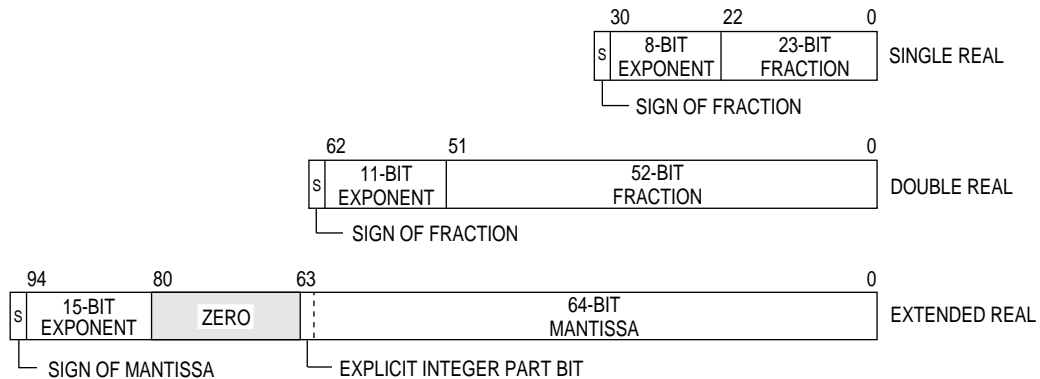 30 22 0
S 8-BIT EXPONENT 23-BIT FRACTION SINGLE REAL
SIGN OF FRACTION
62 51 0
S 11-BIT EXPONENT 52-BIT FRACTION DOUBLE REAL
SIGN OF FRACTION
94 80 63 0
S 15-BIT EXPONENT ZERO 64-BIT MANTISSA EXTENDED REAL
SIGN OF MANTISSA EXPLICIT INTEGER PART BIT